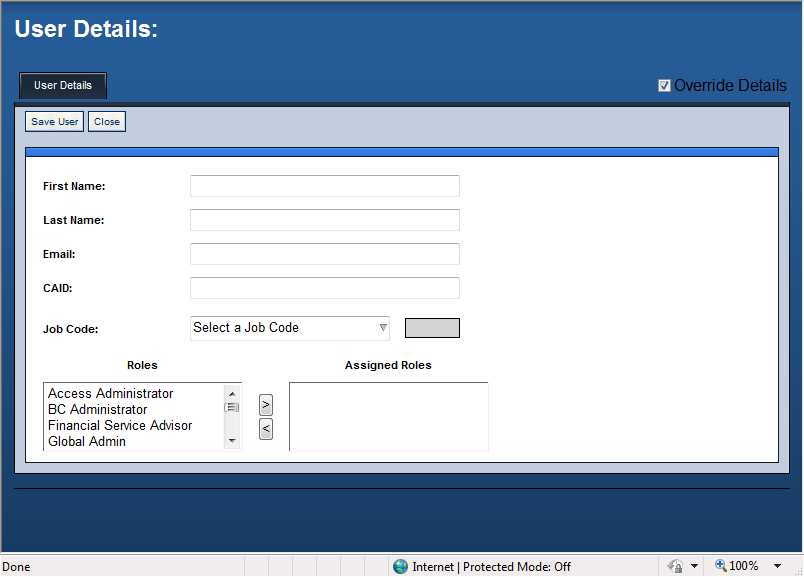 User Details:
User Details
Override Details
Save User Close
First Name:
Last Name:
Email:
CAID:
Job Code: Select a Job Code
Roles Assigned Roles
Access Administrator
BC Administrator
Financial Service Advisor
Global Admin
>
<
Done Internet | Protected Mode: Off 100%